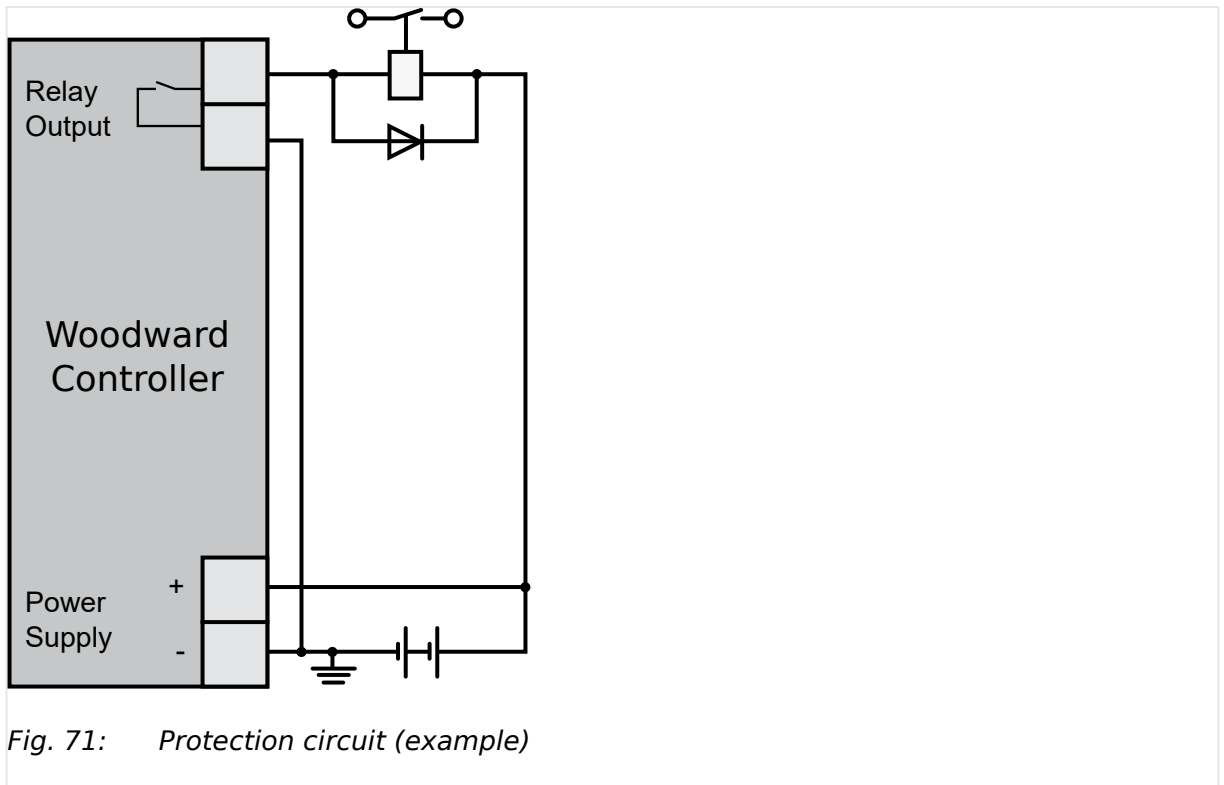 Relay
Output
Woodward
Controller
+
Power
Supply
-
Fig. 71: Protection circuit (example)